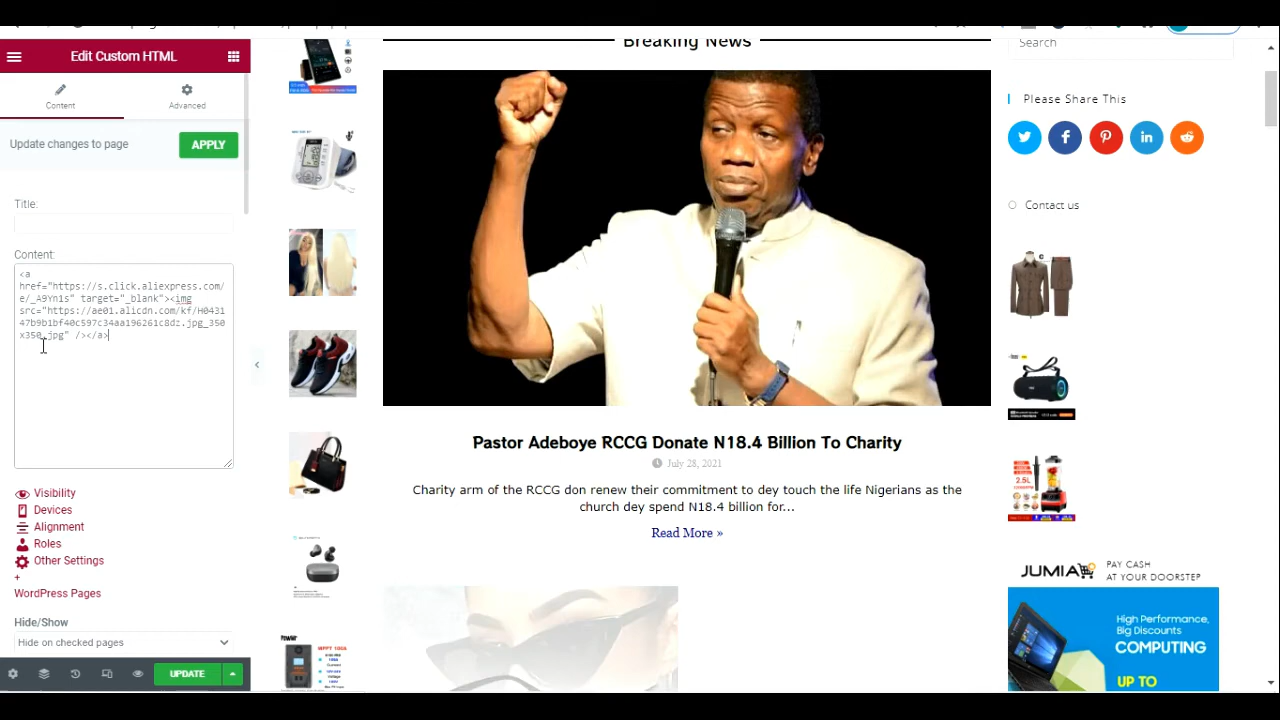 Edit Custom HTML
Content
Advanced
Update changes to page
APPLY
Title:
Content:
<a
href="https://s.click.aliexpress.com/
e/_A9Ynis" target="_blank"><img
src="https://ae01.alicdn.com/kf/H0431
47b9b1bf40c597c34aa196261c8dz.jpg_350
x350.jpg" /></a>
Visibility
Devices
Alignment
Roles
Other Settings
+
WordPress Pages
Hide/Show
Hide on checked pages
UPDATE
Breaking News
Pastor Adeboye RCCG Donate N18.4 Billion To Charity
July 28, 2021
Charity arm of the RCCG don renew their commitment to dey touch the life Nigerians as the
church dey spend N18.4 billion for...
Read More »
Search
Please Share This
Contact us
2.5L
JUMIA
PAY CASH
AT YOUR DOORSTEP
High Performance,
Big Discounts
COMPUTING
UP TO